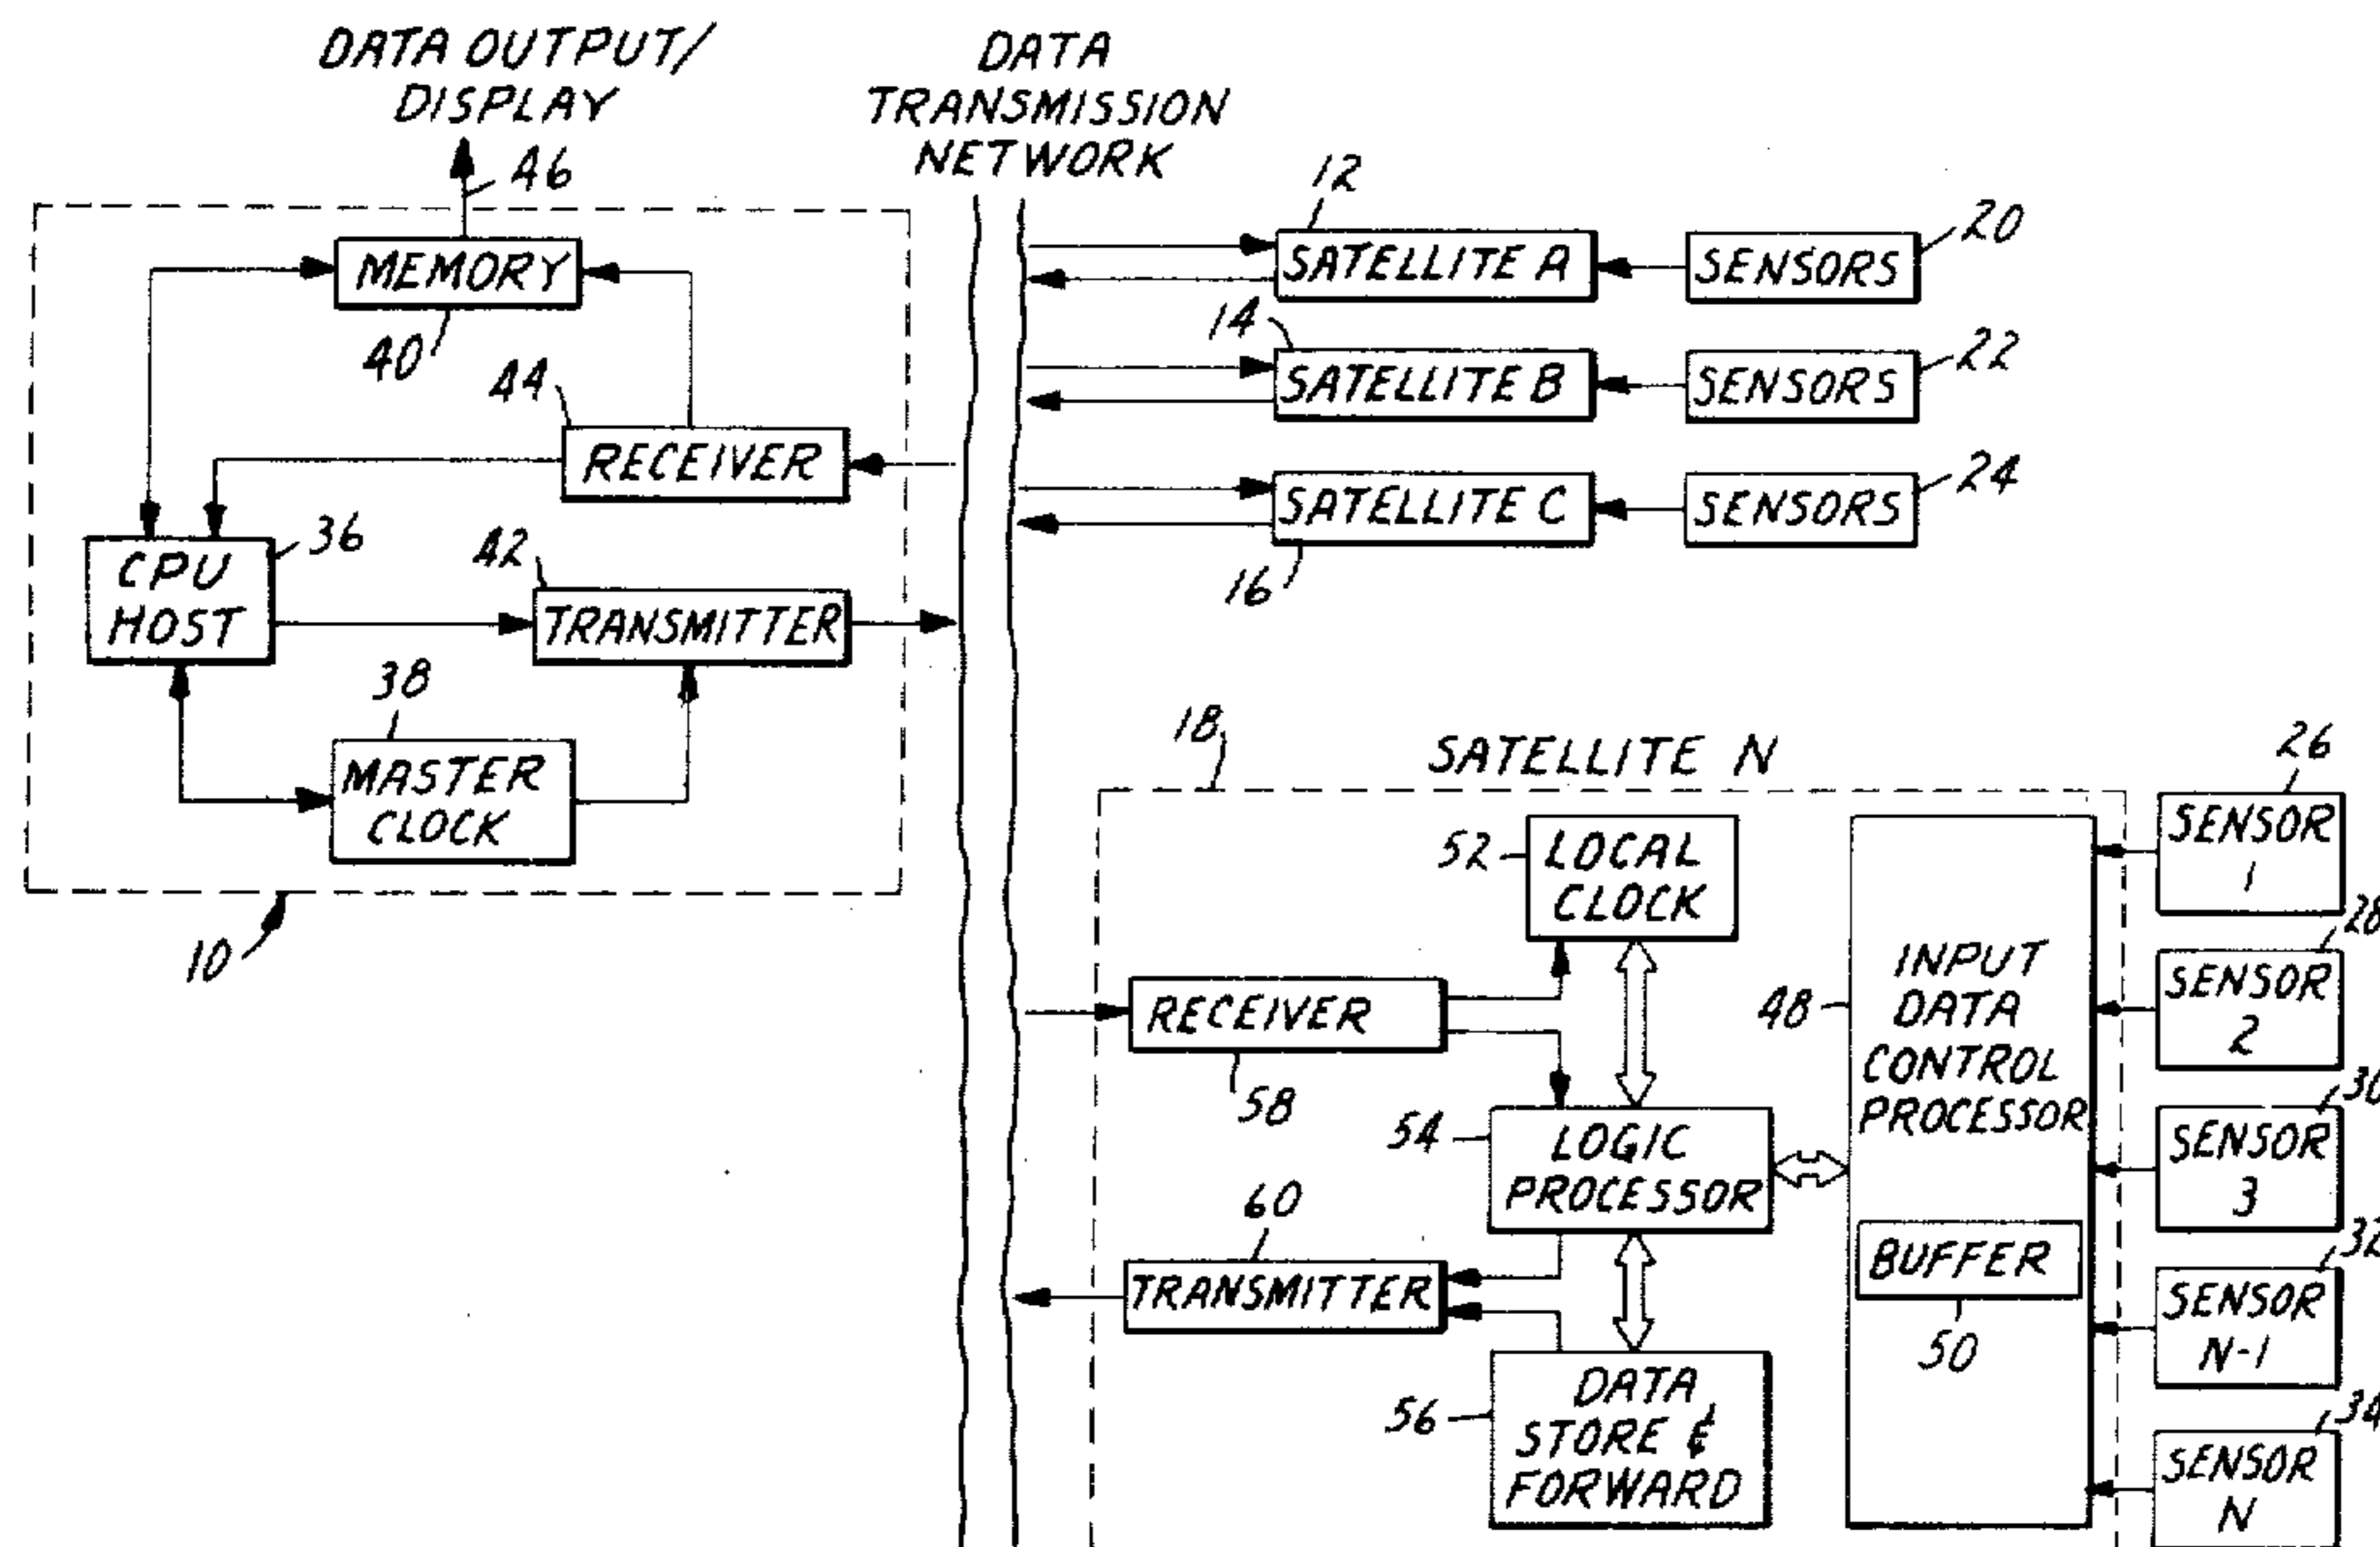 DATA OUTPUT/
DISPLAY
46
MEMORY
40
44
RECEIVER
CPU
HOST
36
42
TRANSMITTER
38
MASTER
CLOCK
10
DATA
TRANSMISSION
NETWORK
12
SATELLITE A
SENSORS
20
14
SATELLITE B
SENSORS
22
SATELLITE C
SENSORS
24
16
18
SATELLITE N
52
LOCAL
CLOCK
RECEIVER
58
54
LOGIC
PROCESSOR
60
TRANSMITTER
56
DATA
STORE &
FORWARD
48
INPUT
DATA
CONTROL
PROCESSOR
BUFFER
50
26
SENSOR
1
28
SENSOR
2
30
SENSOR
3
32
SENSOR
N-1
34
SENSOR
N